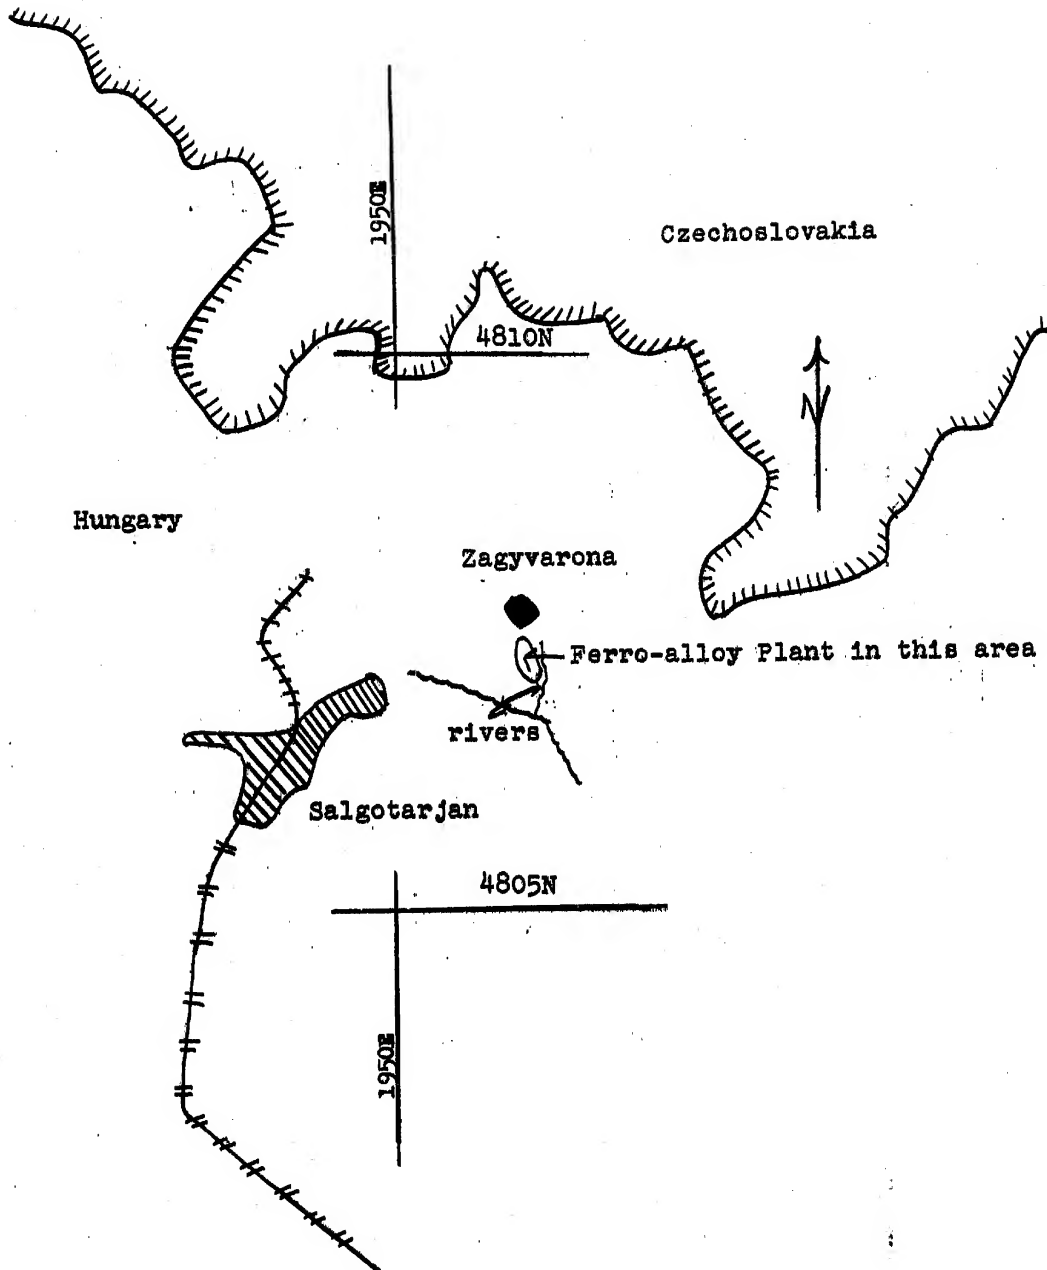 1950E
Czechoslovakia
4810N
N
Hungary
Zagyvarona
Ferro-alloy Plant in this area
rivers
Salgotarjan
4805N
1950E